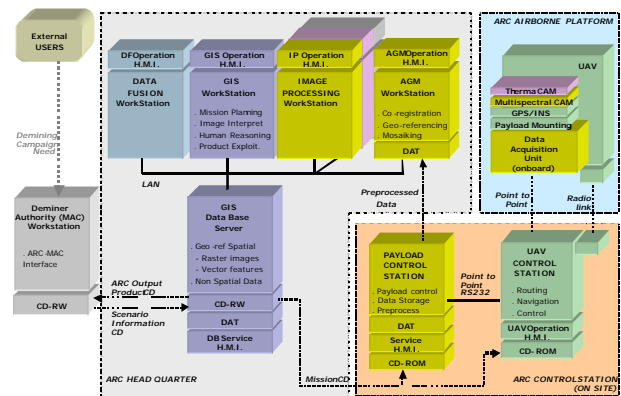 External
USERS
Demining
Campaign
Need
Deminer
Authority (MAC)
Workstation
. ARC-MAC
Interface
CD-RW
DFOperation
H.M.I.
DATA
FUSION
WorkStation
GIS Operation
H.M.I.
GIS
WorkStation
. Mission Planning
. Image Interpret
. Human Reasoning
. Product Exploit.
IP Operation
H.M.I.
IMAGE
PROCESSING
WorkStation
AGMOperation
H.M.I.
AGM
WorkStation
. Co-registration
. Geo-referencing
. Mosaiking
DAT
LAN
GIS
Data Base
Server
. Geo-ref Spatial
- Raster images
- Vector features
. Non Spatial Data
CD-RW
DAT
DB Service
H.M.I.
ARC Output
ProductCD
Scenario
Information
CD
ARC HEAD QUARTER
MissionCD
Preprocessed
Data
ARC AIRBORNE PLATFORM
UAV
ThermaCAM
Multispectral CAM
GPS/INS
Payload Mounting
Data
Acquisition
Unit
(onboard)
Point to
Point
Radio
link
PAYLOAD
CONTROL
STATION
. Payload control
. Data Storage
. Preprocess
DAT
Service
H.M.I.
CD-ROM
Point to
Point
RS232
UAV
CONTROL
STATION
. Routing
. Navigation
. Control
UAVOperation
H.M.I.
CD-ROM
ARC CONTROLSTATION
(ON SITE)